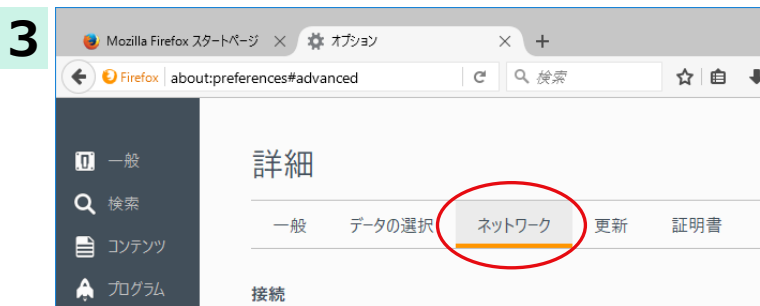 3
Mozilla Firefox スタートページ
オプション
Firefox about:preferences#advanced
検索
一般
検索
コンテンツ
プログラム
詳細
一般 データの選択 ネットワーク 更新 証明書
接続